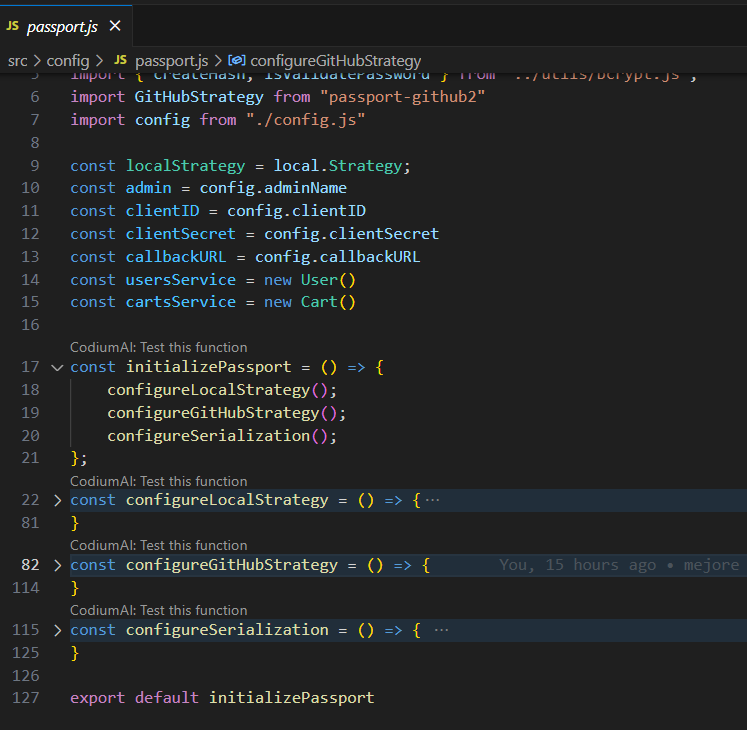 JS passport.js ×
src > config > JS passport.js > configureGitHubStrategy
5 import { createHash, isValidatePassword } from "../utils/bcrypt.js";
6 import GitHubStrategy from "passport-github2"
7 import config from "./config.js"
8
9 const localStrategy = local.Strategy;
10 const admin = config.adminName
11 const clientID = config.clientID
12 const clientSecret = config.clientSecret
13 const callbackURL = config.callbackURL
14 const usersService = new User()
15 const cartsService = new Cart()
16
CodiumAI: Test this function
17 const initializePassport = () => {
18 configureLocalStrategy();
19 configureGitHubStrategy();
20 configureSerialization();
21 };
CodiumAI: Test this function
22 > const configureLocalStrategy = () => { ···
81 }
CodiumAI: Test this function
82 > const configureGitHubStrategy = () => { You, 15 hours ago • mejore
114 }
CodiumAI: Test this function
115 > const configureSerialization = () => { ···
125 }
126
127 export default initializePassport